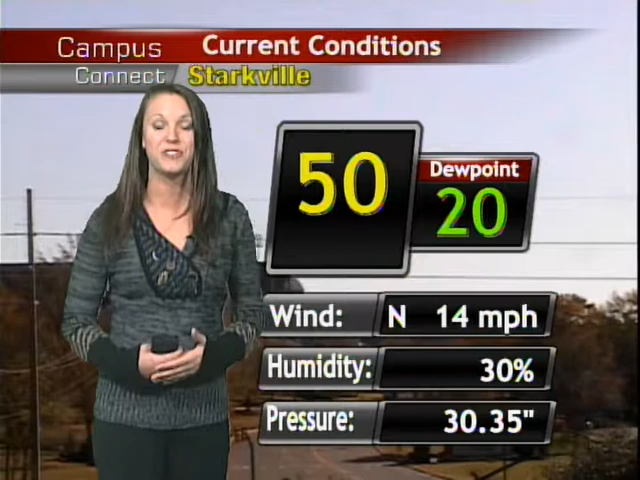 Campus
Connect
Current Conditions
Starkville
50
Dewpoint
20
Wind: N 14 mph
Humidity: 30%
Pressure: 30.35"